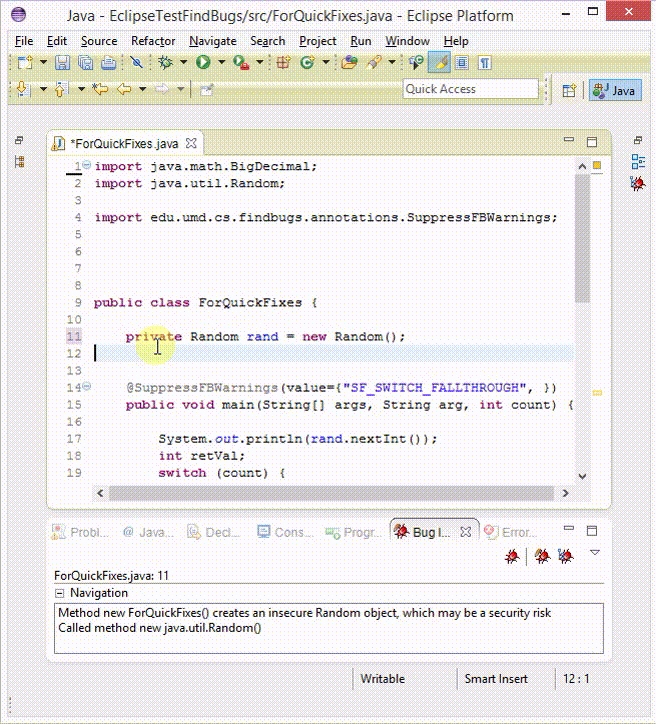 Java - EclipseTestFindBugs/src/ForQuickFixes.java - Eclipse Platform
File Edit Source Refactor Navigate Search Project Run Window Help
Quick Access
Java
*ForQuickFixes.java
1 import java.math.BigDecimal;
2 import java.util.Random;
3
4 import edu.umd.cs.findbugs.annotations.SuppressFBWarnings;
5
6
7
8
9 public class ForQuickFixes {
10
11 private Random rand = new Random();
12
13
14 @SuppressFBWarnings(value={"SF_SWITCH_FALLTHROUGH", })
15 public void main(String[] args, String arg, int count) {
16
17 System.out.println(rand.nextInt());
18 int retVal;
19 switch (count) {
Probl... @ Java... Decl... Cons... Progr... Bug I... Error...
ForQuickFixes.java: 11
Navigation
Method new ForQuickFixes() creates an insecure Random object, which may be a security risk
Called method new java.util.Random()
Writable Smart Insert 12 : 1